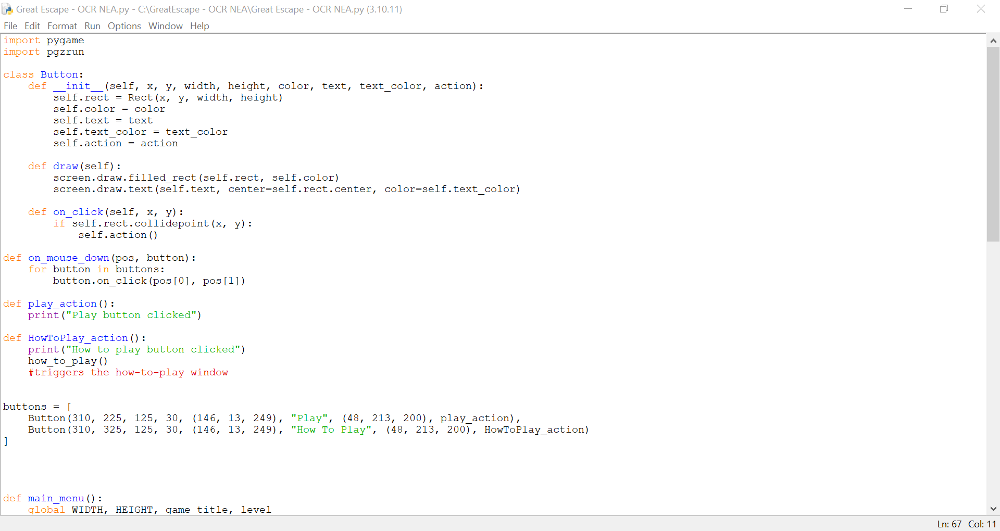 Great Escape - OCR NEA.py - C:\GreatEscape - OCR NEA\Great Escape - OCR NEA.py (3.10.11)
File Edit Format Run Options Window Help
import pygame
import pgzrun
class Button:
    def __init__(self, x, y, width, height, color, text, text_color, action):
        self.rect = Rect(x, y, width, height)
        self.color = color
        self.text = text
        self.text_color = text_color
        self.action = action
    def draw(self):
        screen.draw.filled_rect(self.rect, self.color)
        screen.draw.text(self.text, center=self.rect.center, color=self.text_color)
    def on_click(self, x, y):
        if self.rect.collidepoint(x, y):
            self.action()
def on_mouse_down(pos, button):
    for button in buttons:
        button.on_click(pos[0], pos[1])
def play_action():
    print("Play button clicked")
def HowToPlay_action():
    print("How to play button clicked")
    how_to_play()
    #triggers the how-to-play window
buttons = [
    Button(310, 225, 125, 30, (146, 13, 249), "Play", (48, 213, 200), play_action),
    Button(310, 325, 125, 30, (146, 13, 249), "How To Play", (48, 213, 200), HowToPlay_action)
]
def main_menu():
    global WIDTH, HEIGHT, game_title, level
Ln: 67 Col: 11